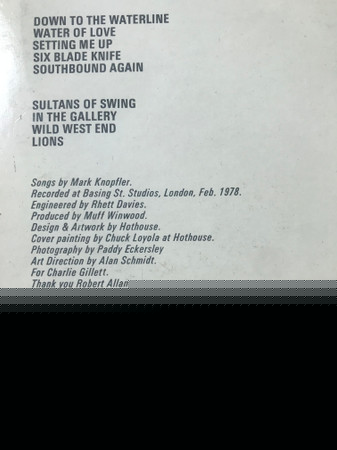 DOWN TO THE WATERLINE
WATER OF LOVE
SETTING ME UP
SIX BLADE KNIFE
SOUTHBOUND AGAIN
SULTANS OF SWING
IN THE GALLERY
WILD WEST END
LIONS
Songs by Mark Knopfler.
Recorded at Basing St. Studios, London, Feb. 1978.
Engineered by Rhett Davies.
Produced by Muff Winwood.
Design & Artwork by Hothouse.
Cover painting by Chuck Loyola at Hothouse.
Photography by Paddy Eckersley
Art Direction by Alan Schmidt.
For Charlie Gillett.
Thank you Robert Allan